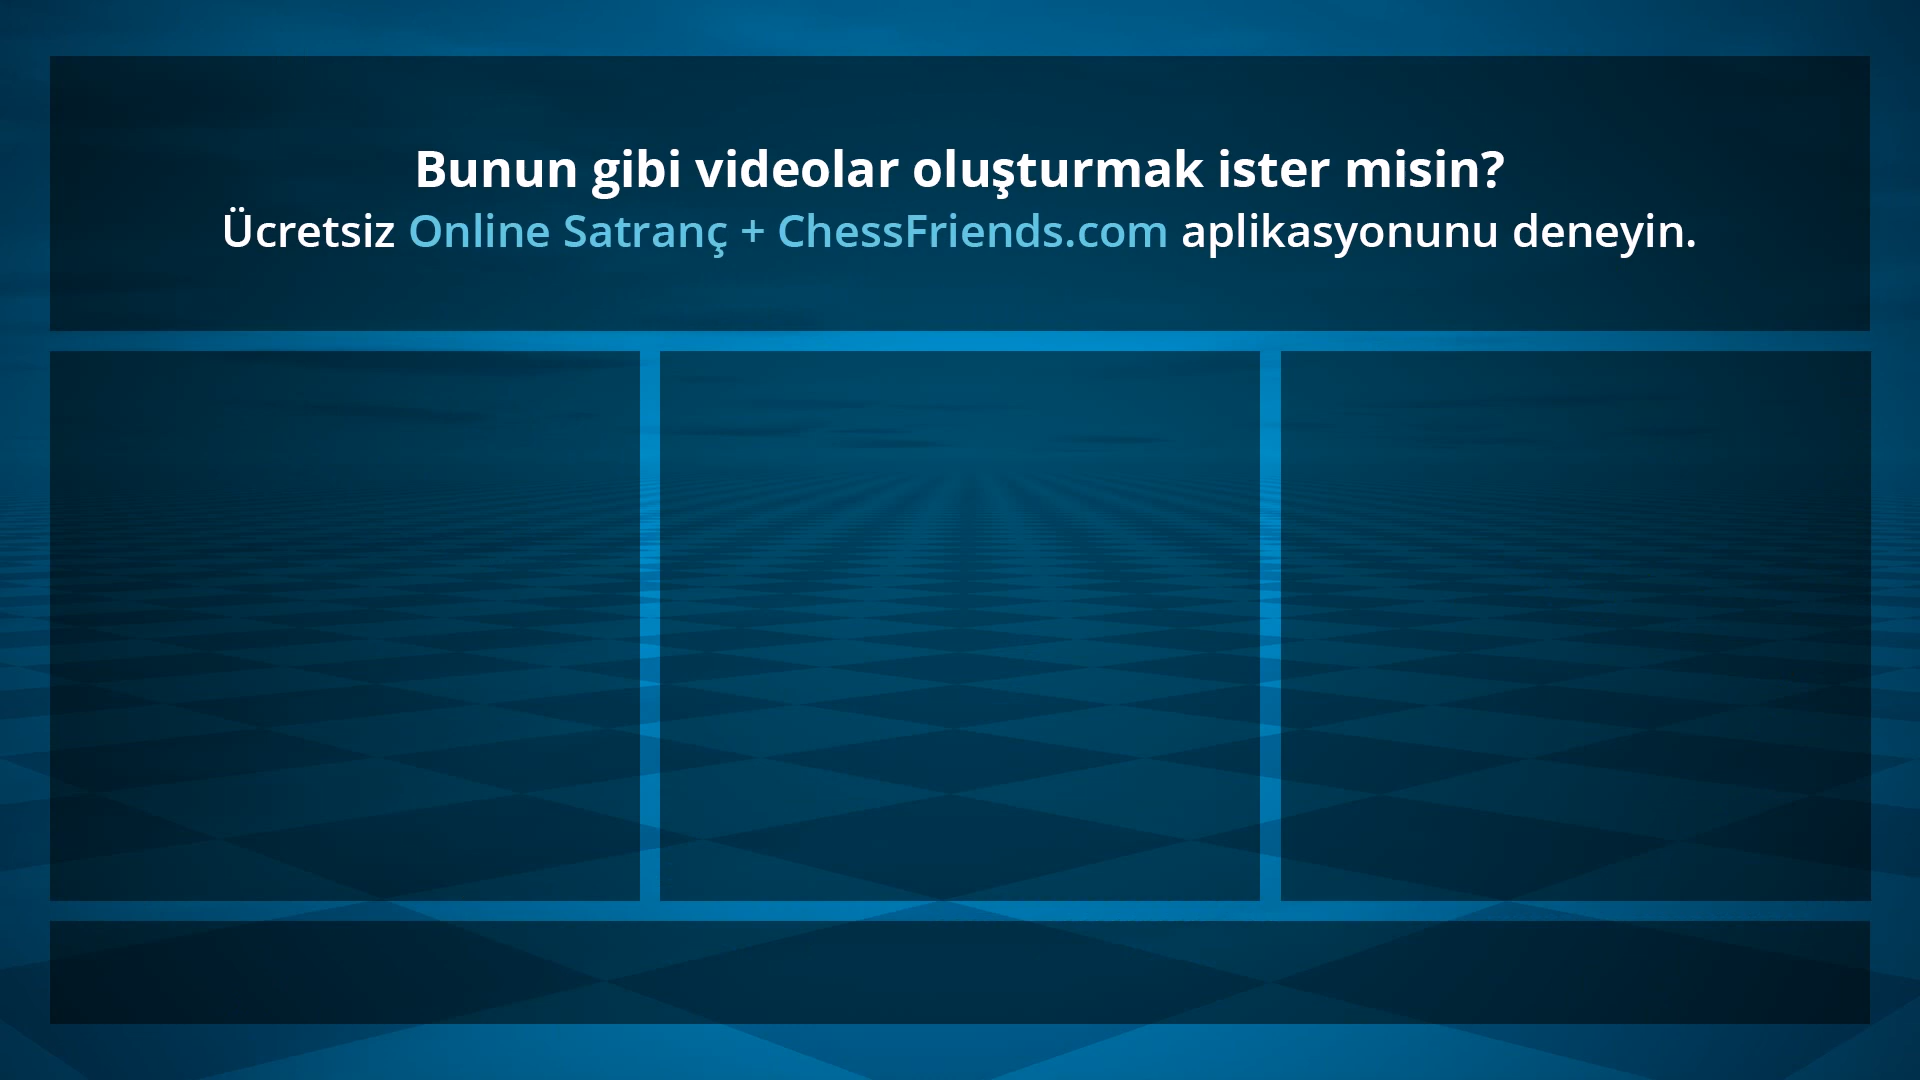 Bunun gibi videolar oluşturmak ister misin?
Ücretsiz Online Satranç + ChessFriends.com aplikasyonunu deneyin.